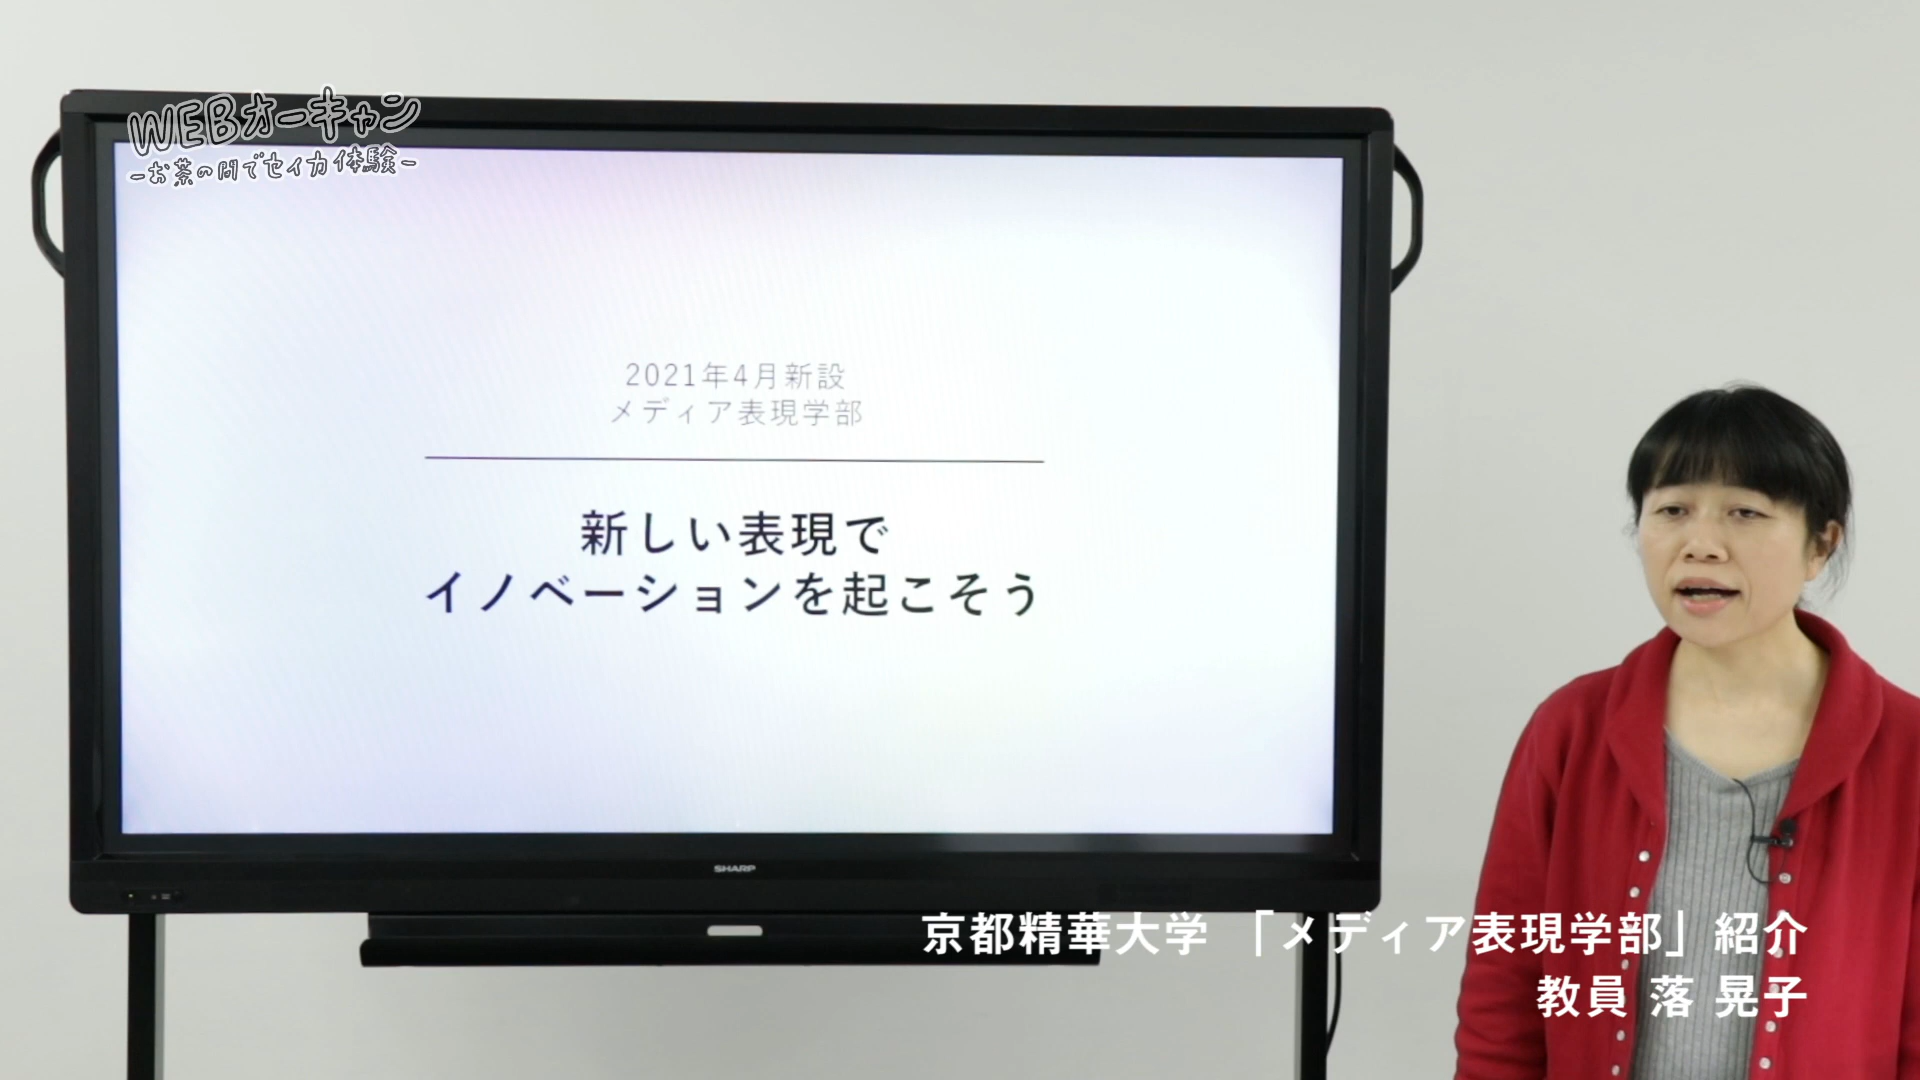 WEBオーキャン
-お茶の間でセイカ体験-
2021年4月新設
メディア表現学部
新しい表現で
イノベーションを起こそう
SHARP
京都精華大学 「メディア表現学部」紹介
教員 落 晃子